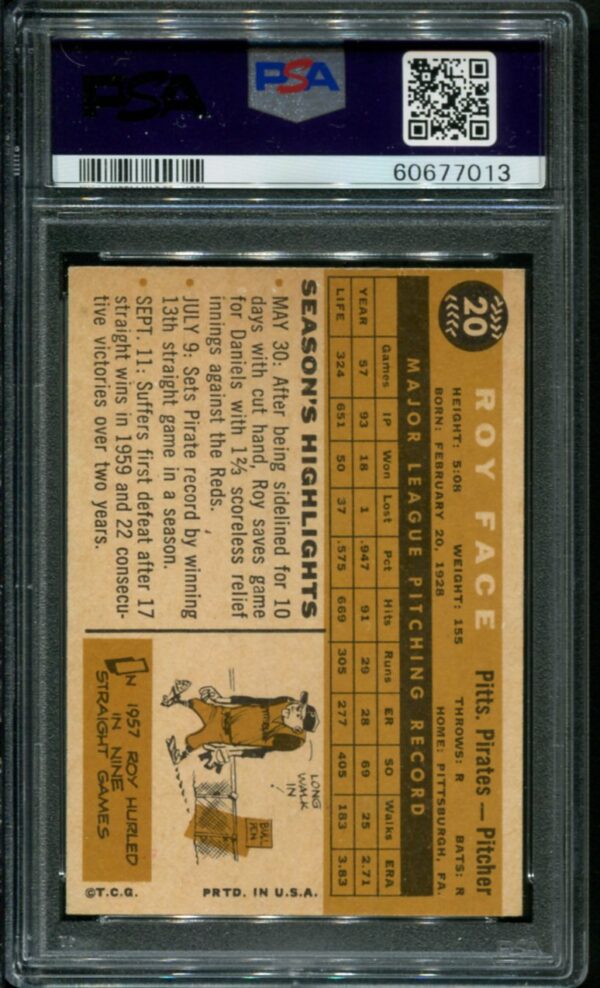 PSA
PSA
60677013
20
ROY FACE
Pitts. Pirates — Pitcher
HEIGHT: 5:08 WEIGHT: 155 THROWS: R BATS: R
BORN: FEBRUARY 20, 1928 HOME: PITTSBURGH, PA.
MAJOR LEAGUE PITCHING RECORD
Games IP Won Lost Pct Hits Runs ER SO Walks ERA
YEAR 57 93 18 1 .947 91 29 28 69 25 2.71
LIFE 324 651 50 37 .575 669 305 277 405 183 3.83
SEASON'S HIGHLIGHTS
• MAY 30: After being sidelined for 10
days with cut hand, Roy saves game
for Daniels with 1⅔ scoreless relief
innings against the Reds.
• JULY 9: Sets Pirate record by winning
13th straight game in a season.
• SEPT. 11: Suffers first defeat after 17
straight wins in 1959 and 22 consecu-
tive victories over two years.
LONG
WALK
IN
BULL
PEN
IN 1957 ROY HURLED
IN NINE
STRAIGHT GAMES
©T.C.G. PRTD. IN U.S.A.
PSA